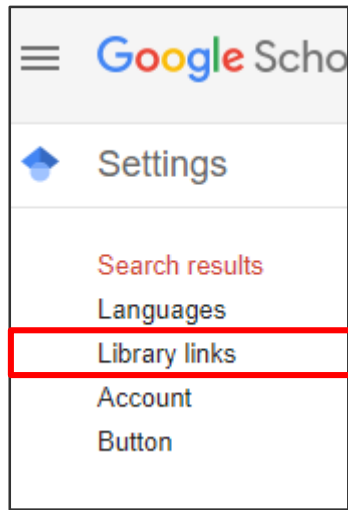 Google Scho
Settings
Search results
Languages
Library links
Account
Button